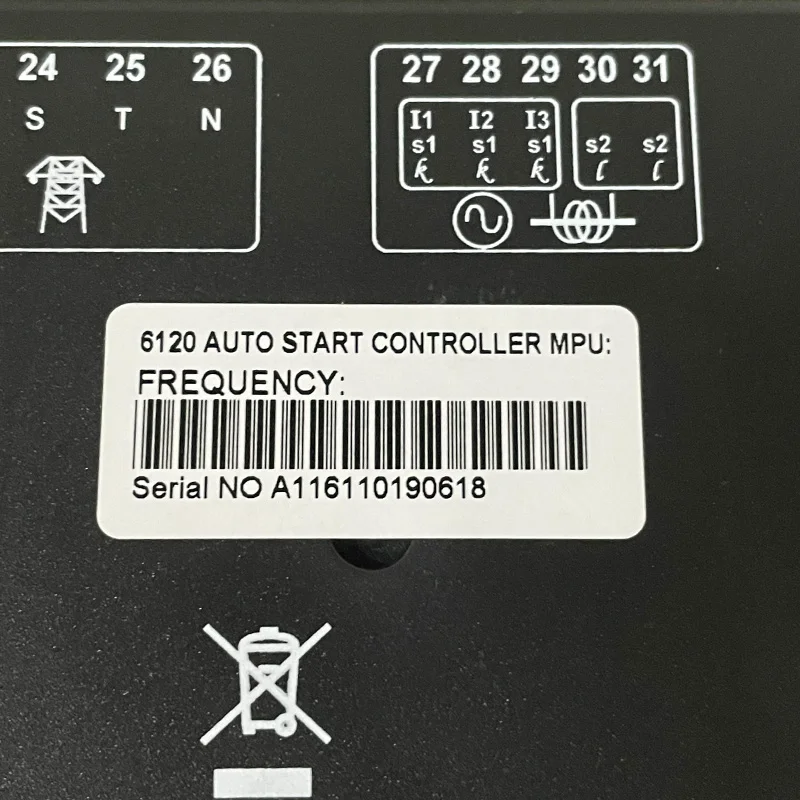 24 25 26
S T N
27 28 29 30 31
I1 I2 I3
s1 s1 s1 s2 s2
k k k l l
6120 AUTO START CONTROLLER MPU:
FREQUENCY:
Serial NO A116110190618